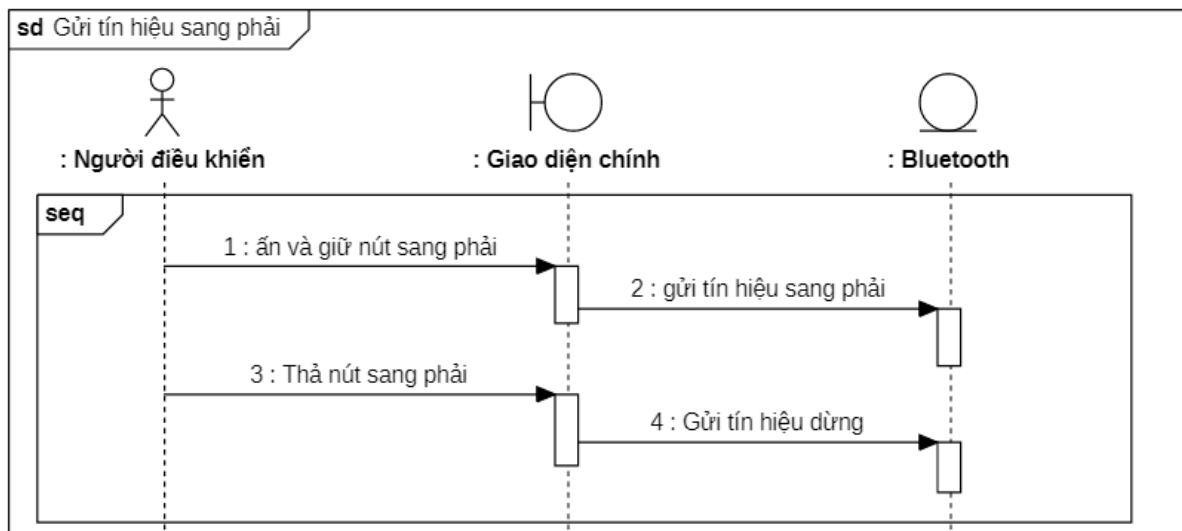 sd Gửi tín hiệu sang phải
: Người điều khiển
: Giao diện chính
: Bluetooth
seq
1 : ấn và giữ nút sang phải
2 : gửi tín hiệu sang phải
3 : Thả nút sang phải
4 : Gửi tín hiệu dừng